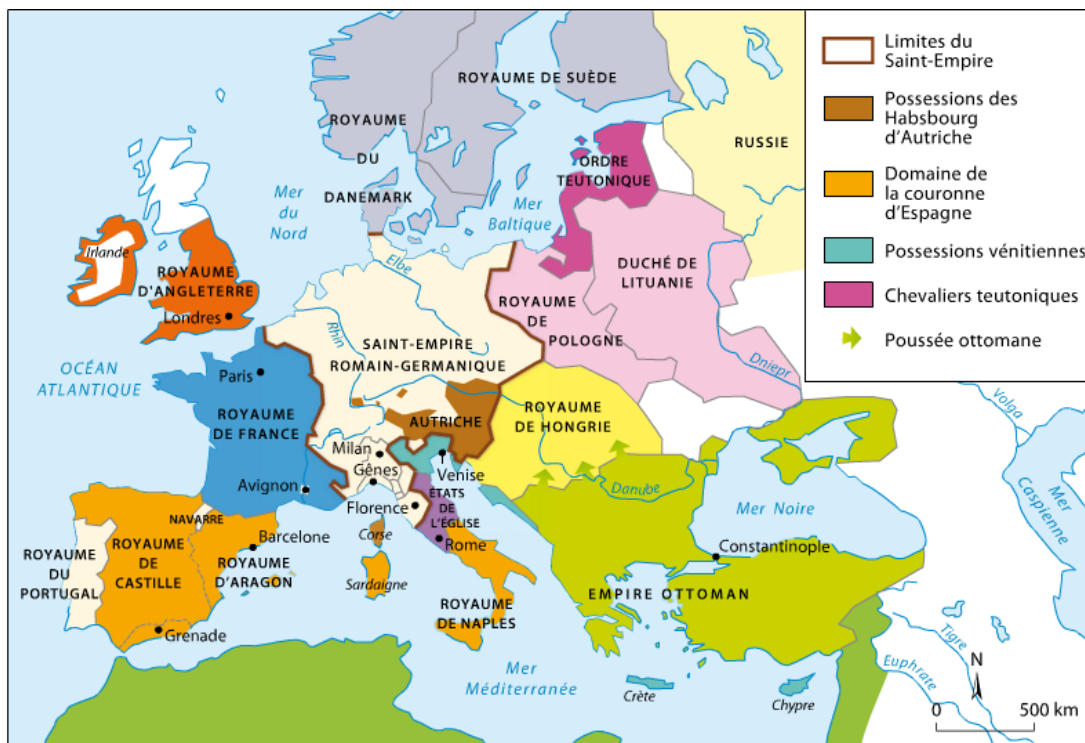 Limites du
Saint-Empire
Possessions des
Habsbourg
d'Autriche
Domaine de
la couronne
d'Espagne
Possessions vénitiennes
Chevaliers teutoniques
Poussée ottomane
ROYAUME DE SUÈDE
ROYAUME
DU
DANEMARK
RUSSIE
ORDRE
TEUTONIQUE
Mer
du
Nord
Mer
Baltique
Irlande
ROYAUME
D'ANGLETERRE
Londres
Elbe
DUCHÉ DE
LITUANIE
ROYAUME
DE
POLOGNE
Rhin
SAINT-EMPIRE
ROMAIN-GERMANIQUE
Dniepr
OCÉAN
ATLANTIQUE
Paris
ROYAUME
DE FRANCE
AUTRICHE
ROYAUME
DE HONGRIE
Volga
Milan
Gênes
Venise
Avignon
Florence
ÉTATS
DE
L'ÉGLISE
Danube
Mer
Caspienne
Mer Noire
NAVARRE
Barcelone
Corse
Rome
Constantinople
ROYAUME
DU
PORTUGAL
ROYAUME
DE
CASTILLE
ROYAUME
D'ARAGON
Sardaigne
EMPIRE OTTOMAN
ROYAUME
DE NAPLES
Grenade
Tigre
Euphrate
Mer
Méditerranée
Crète
Chypre
N
0 500 km